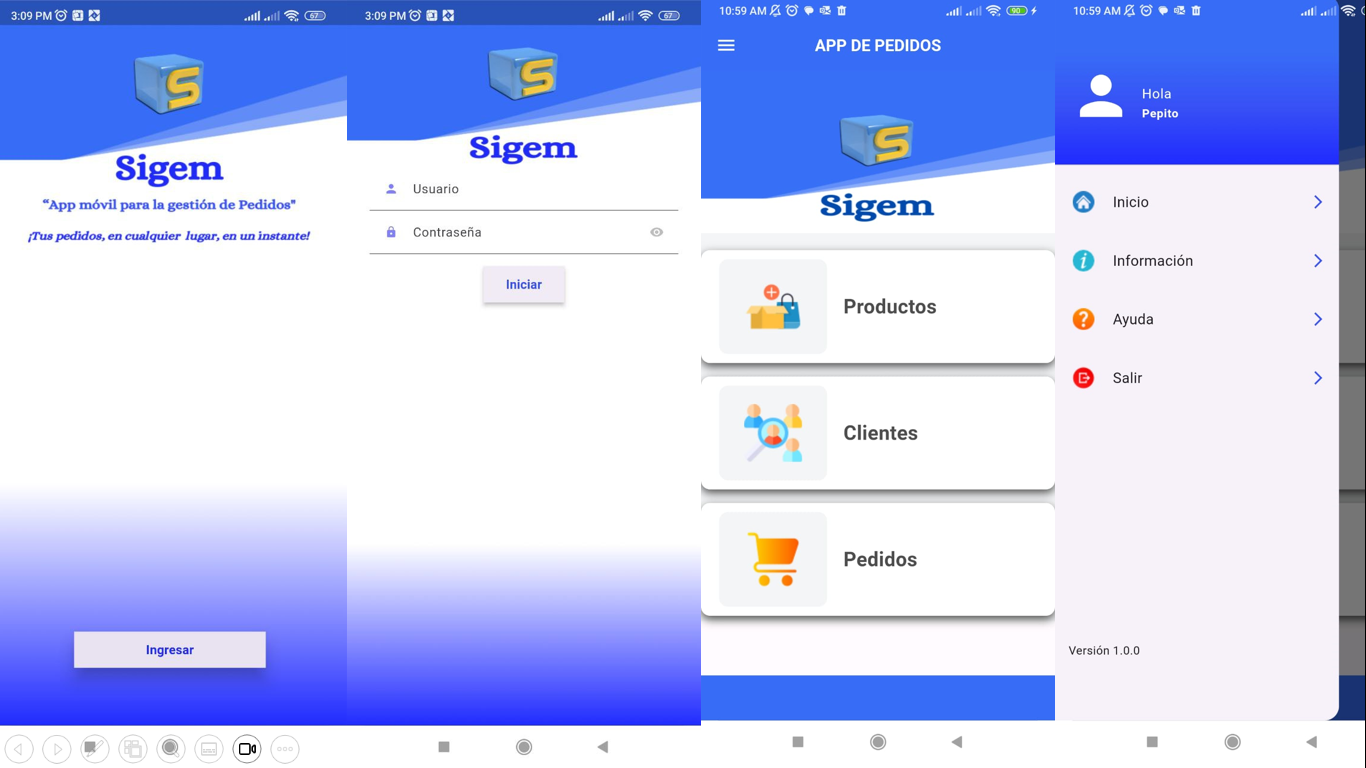 3:09 PM
67
S
Sigem
“App móvil para la gestión de Pedidos”
¡Tus pedidos, en cualquier lugar, en un instante!
Ingresar
3:09 PM
67
S
Sigem
Usuario
Contraseña
Iniciar
10:59 AM
90
APP DE PEDIDOS
S
Sigem
Productos
Clientes
Pedidos
10:59 AM
Hola
Pepito
Inicio
Información
Ayuda
Salir
Versión 1.0.0